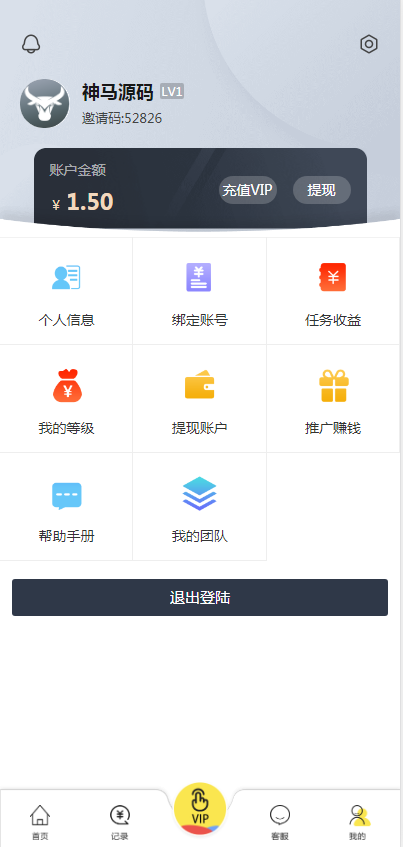 神马源码 LV1
邀请码:52826
账户金额
¥ 1.50
充值VIP 提现
个人信息 绑定账号 任务收益
我的等级 提现账户 推广赚钱
帮助手册 我的团队
退出登陆
VIP
首页 记录 客服 我的